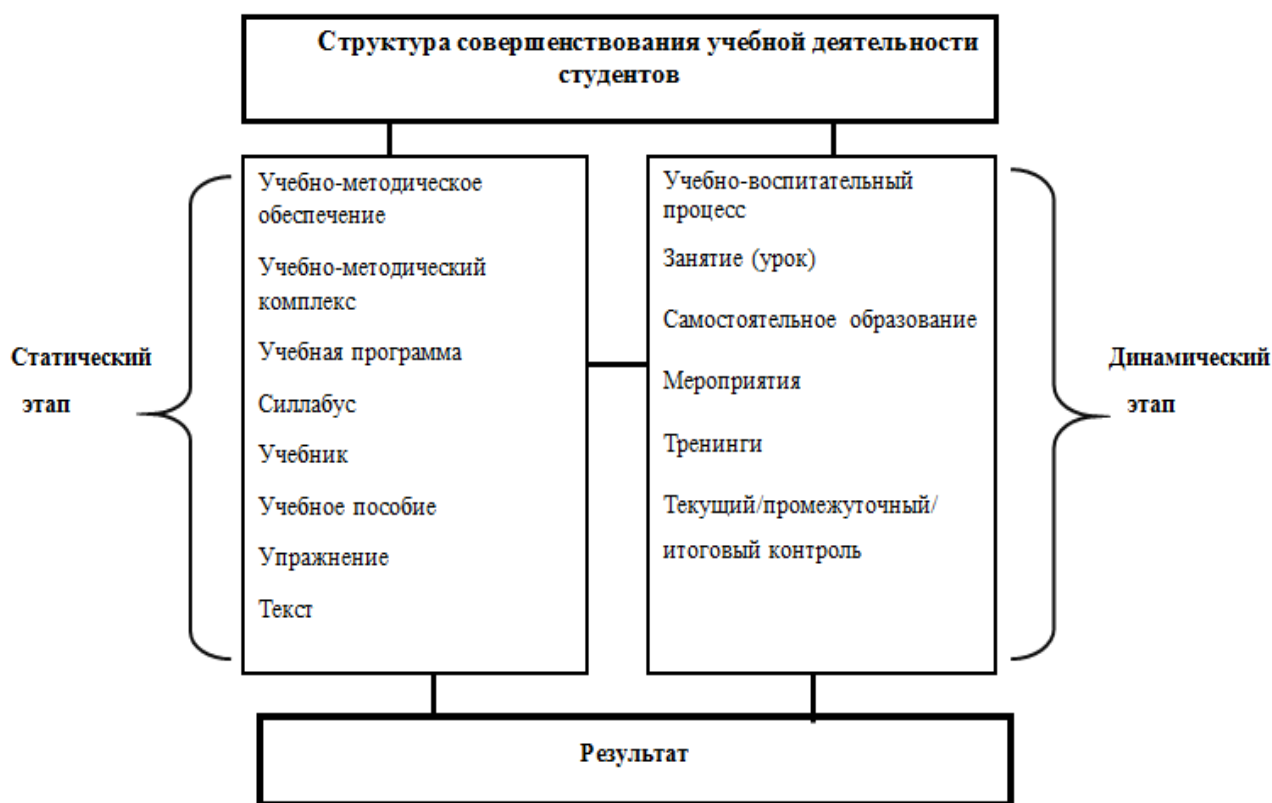 Структура совершенствования учебной деятельности
студентов
Статический
этап
Учебно-методическое
обеспечение
Учебно-методический
комплекс
Учебная программа
Силлабус
Учебник
Учебное пособие
Упражнение
Текст
Учебно-воспитательный
процесс
Занятие (урок)
Самостоятельное образование
Мероприятия
Тренинги
Текущий/промежуточный/
итоговый контроль
Динамический
этап
Результат